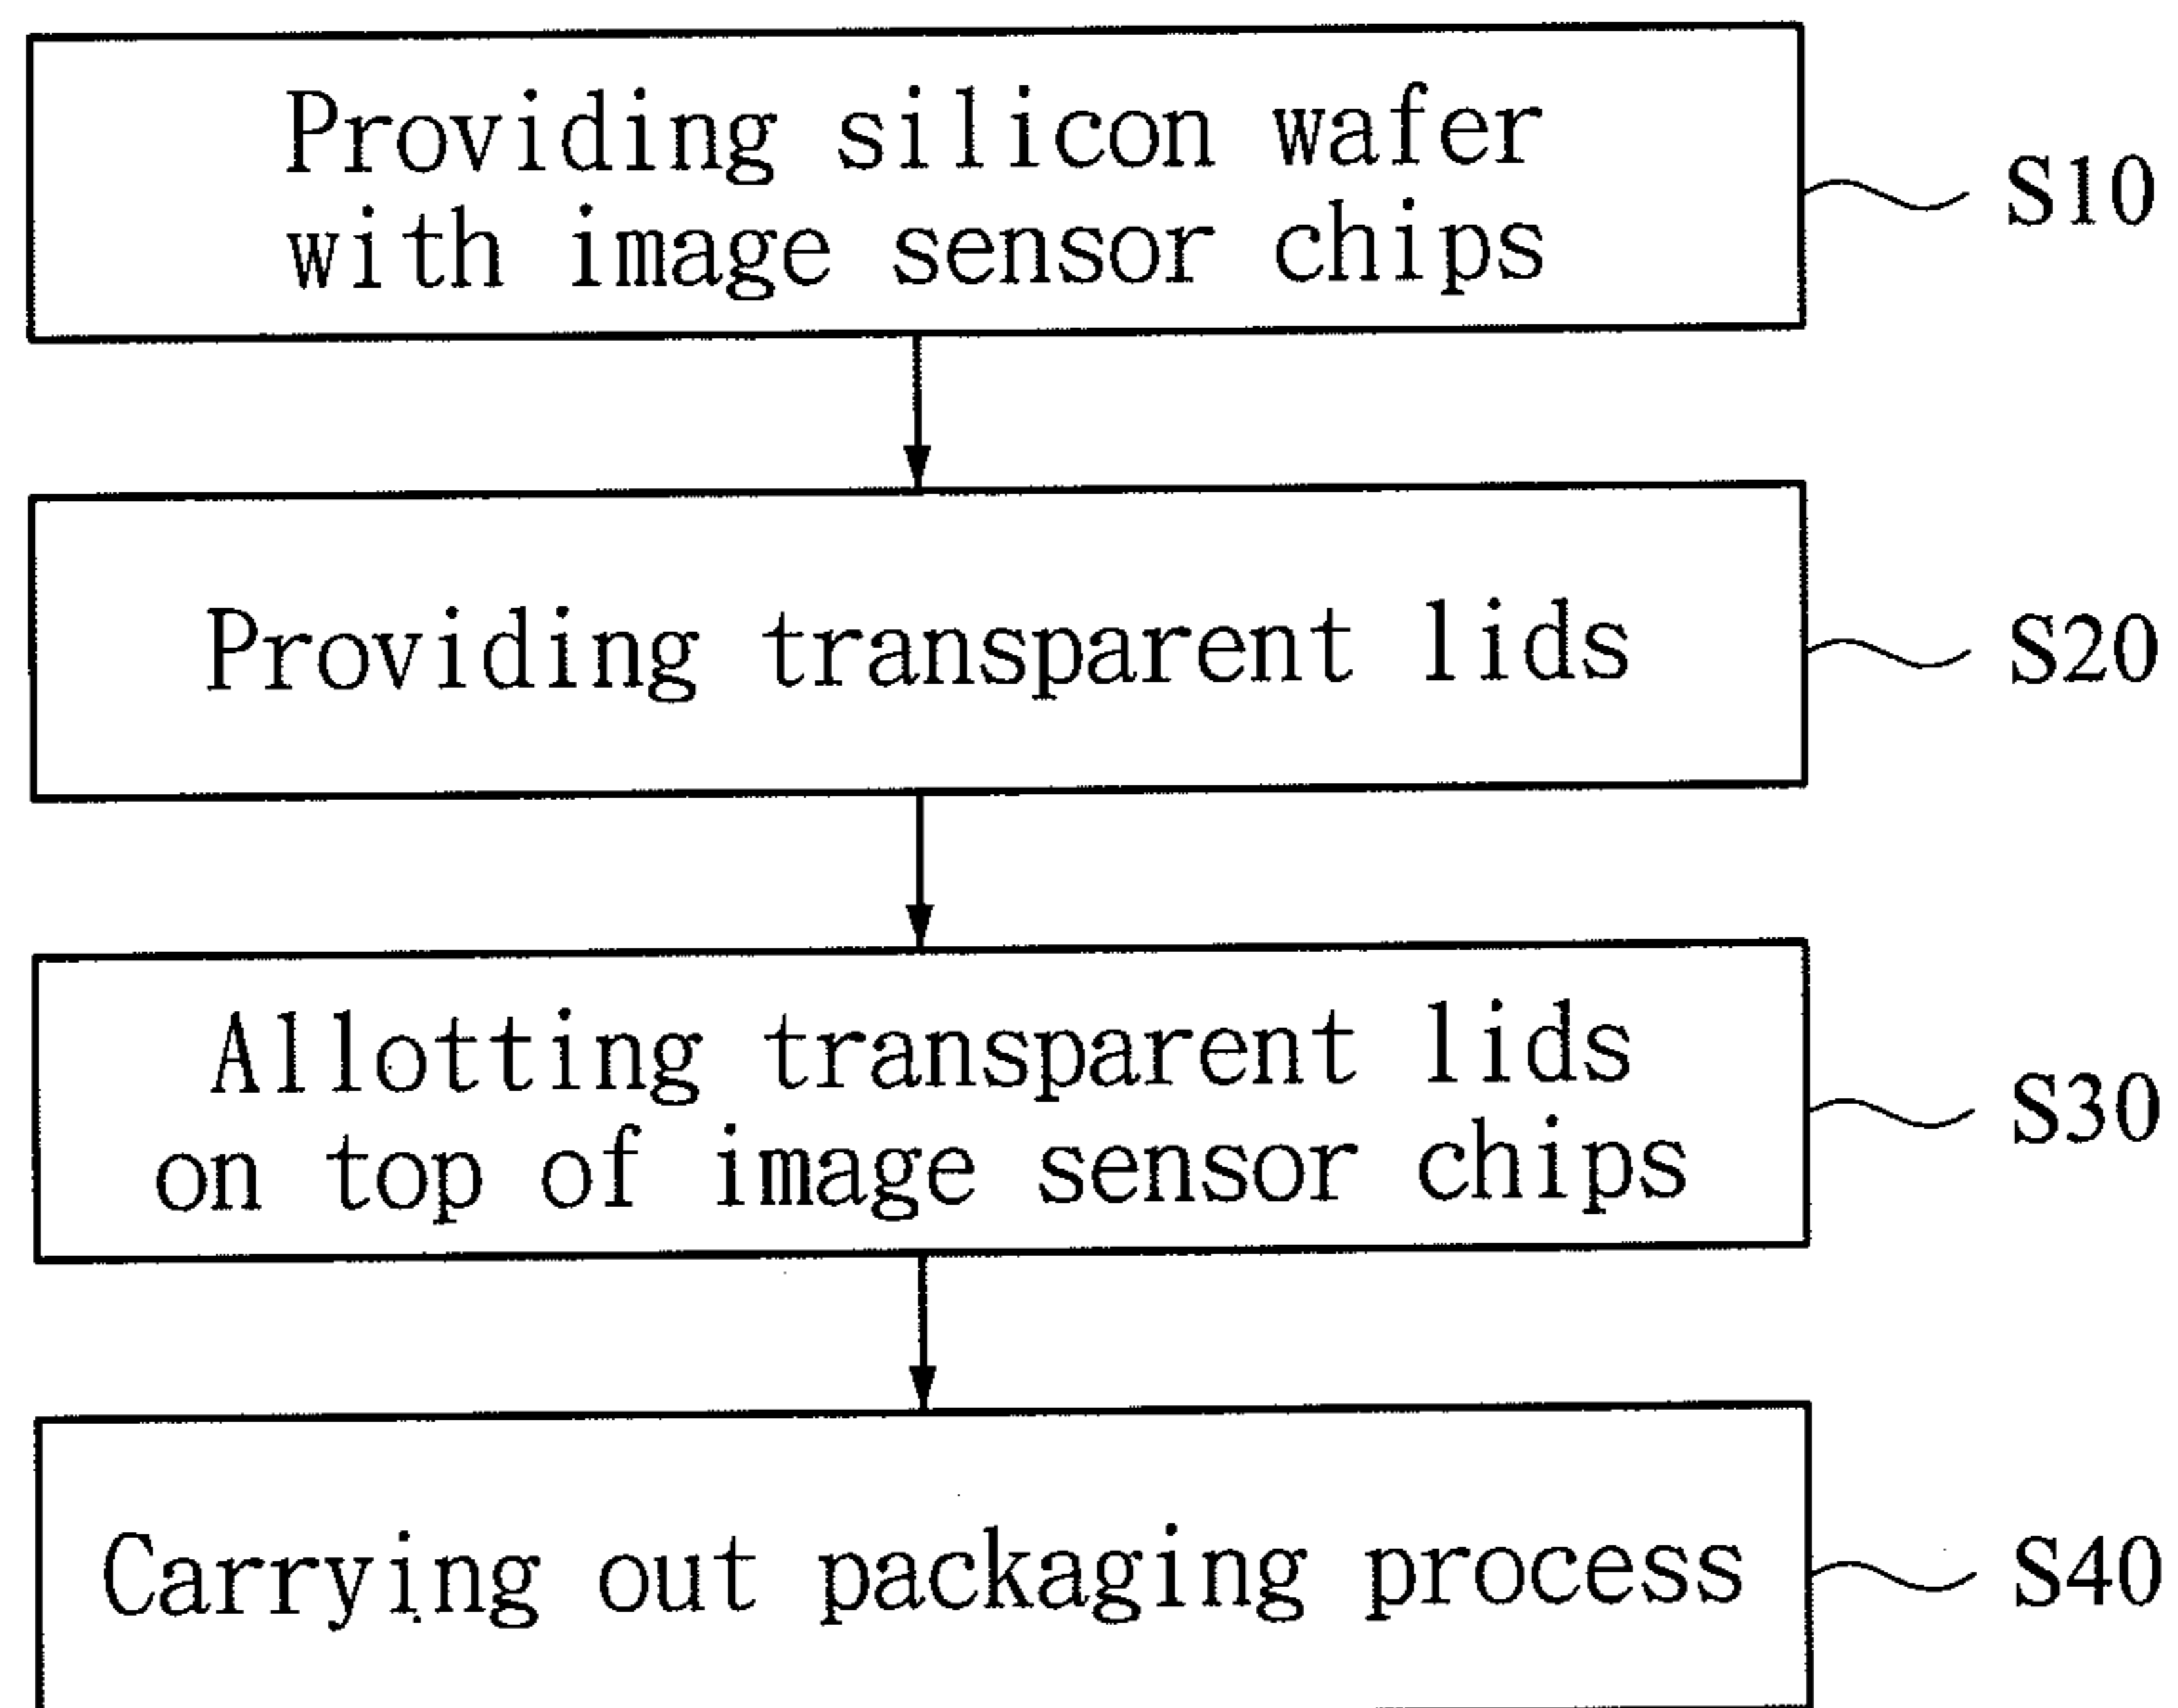 Providing silicon wafer
with image sensor chips
S10
Providing transparent lids
S20
Allotting transparent lids
on top of image sensor chips
S30
Carrying out packaging process
S40